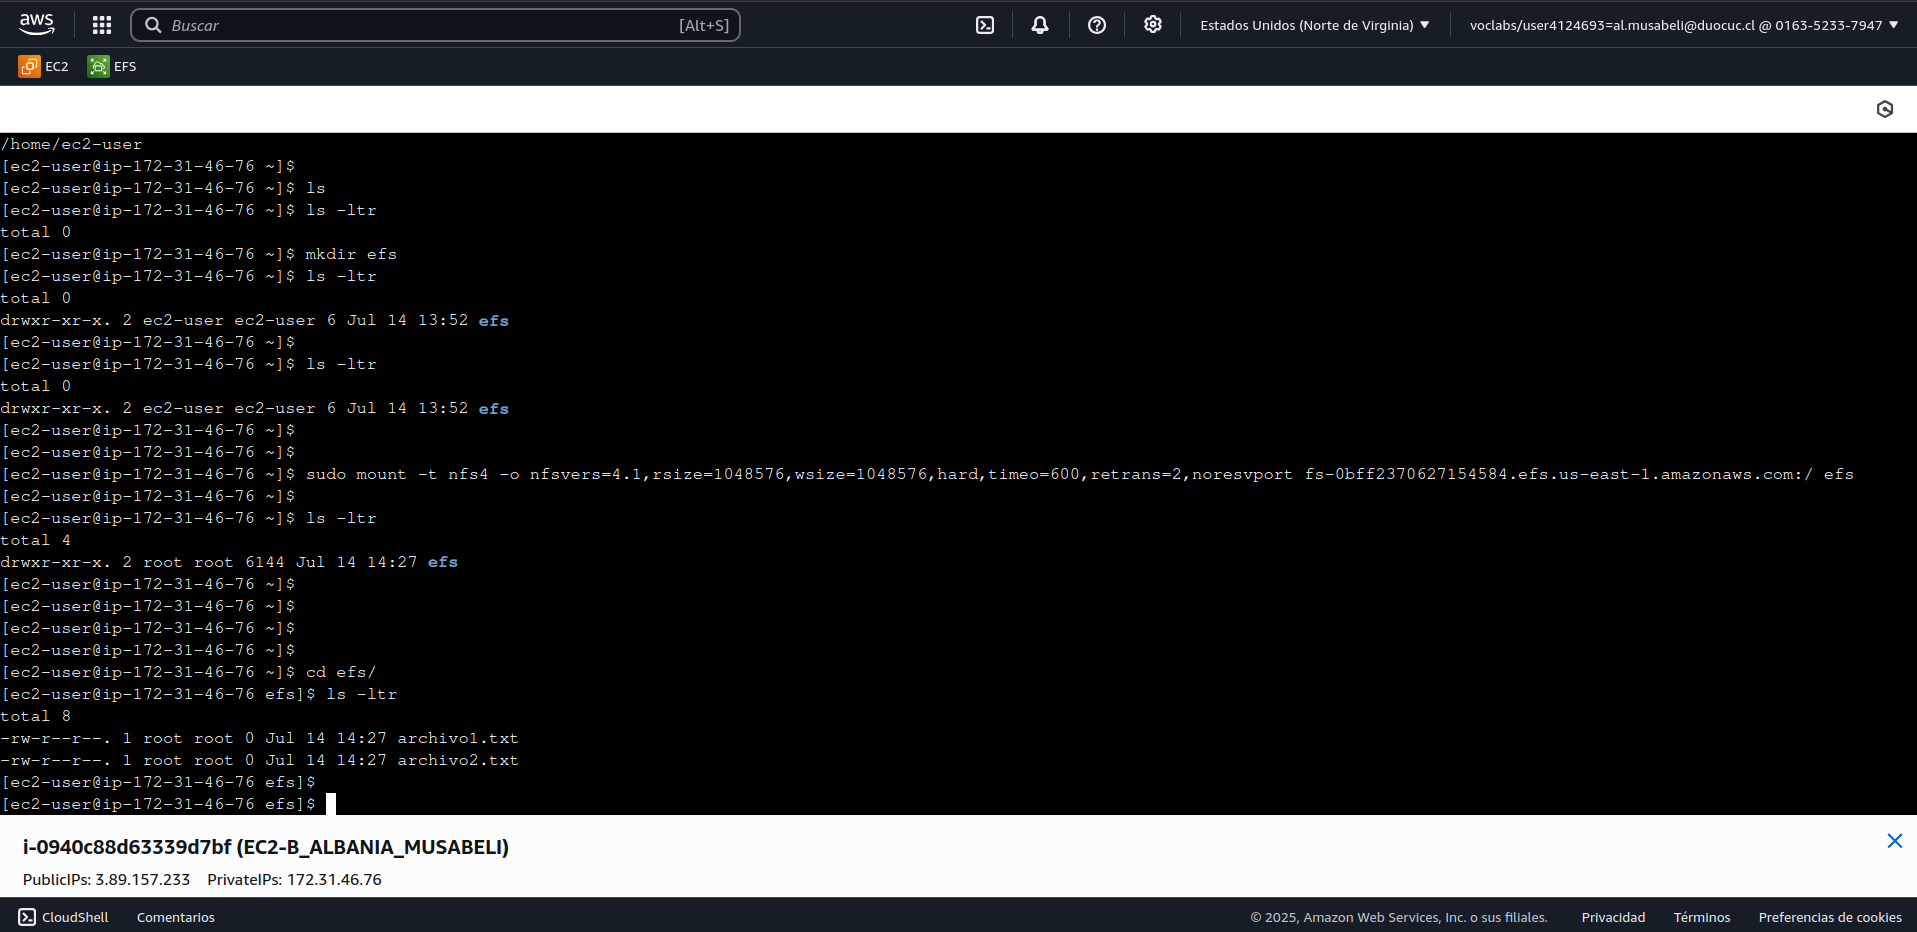 aws
Buscar [Alt+S]
Estados Unidos (Norte de Virginia) ▼
voclabs/user4124693=al.musabeli@duocuc.cl @ 0163-5233-7947 ▼
EC2 EFS
/home/ec2-user
[ec2-user@ip-172-31-46-76 ~]$
[ec2-user@ip-172-31-46-76 ~]$ ls
[ec2-user@ip-172-31-46-76 ~]$ ls -ltr
total 0
[ec2-user@ip-172-31-46-76 ~]$ mkdir efs
[ec2-user@ip-172-31-46-76 ~]$ ls -ltr
total 0
drwxr-xr-x. 2 ec2-user ec2-user 6 Jul 14 13:52 efs
[ec2-user@ip-172-31-46-76 ~]$
[ec2-user@ip-172-31-46-76 ~]$ ls -ltr
total 0
drwxr-xr-x. 2 ec2-user ec2-user 6 Jul 14 13:52 efs
[ec2-user@ip-172-31-46-76 ~]$
[ec2-user@ip-172-31-46-76 ~]$
[ec2-user@ip-172-31-46-76 ~]$ sudo mount -t nfs4 -o nfsvers=4.1,rsize=1048576,wsize=1048576,hard,timeo=600,retrans=2,noresvport fs-0bff2370627154584.efs.us-east-1.amazonaws.com:/ efs
[ec2-user@ip-172-31-46-76 ~]$
[ec2-user@ip-172-31-46-76 ~]$ ls -ltr
total 4
drwxr-xr-x. 2 root root 6144 Jul 14 14:27 efs
[ec2-user@ip-172-31-46-76 ~]$
[ec2-user@ip-172-31-46-76 ~]$
[ec2-user@ip-172-31-46-76 ~]$
[ec2-user@ip-172-31-46-76 ~]$
[ec2-user@ip-172-31-46-76 ~]$ cd efs/
[ec2-user@ip-172-31-46-76 efs]$ ls -ltr
total 8
-rw-r--r--. 1 root root 0 Jul 14 14:27 archivo1.txt
-rw-r--r--. 1 root root 0 Jul 14 14:27 archivo2.txt
[ec2-user@ip-172-31-46-76 efs]$
[ec2-user@ip-172-31-46-76 efs]$
i-0940c88d63339d7bf (EC2-B_ALBANIA_MUSABELI)
PublicIPs: 3.89.157.233 PrivateIPs: 172.31.46.76
CloudShell Comentarios
© 2025, Amazon Web Services, Inc. o sus filiales. Privacidad Términos Preferencias de cookies